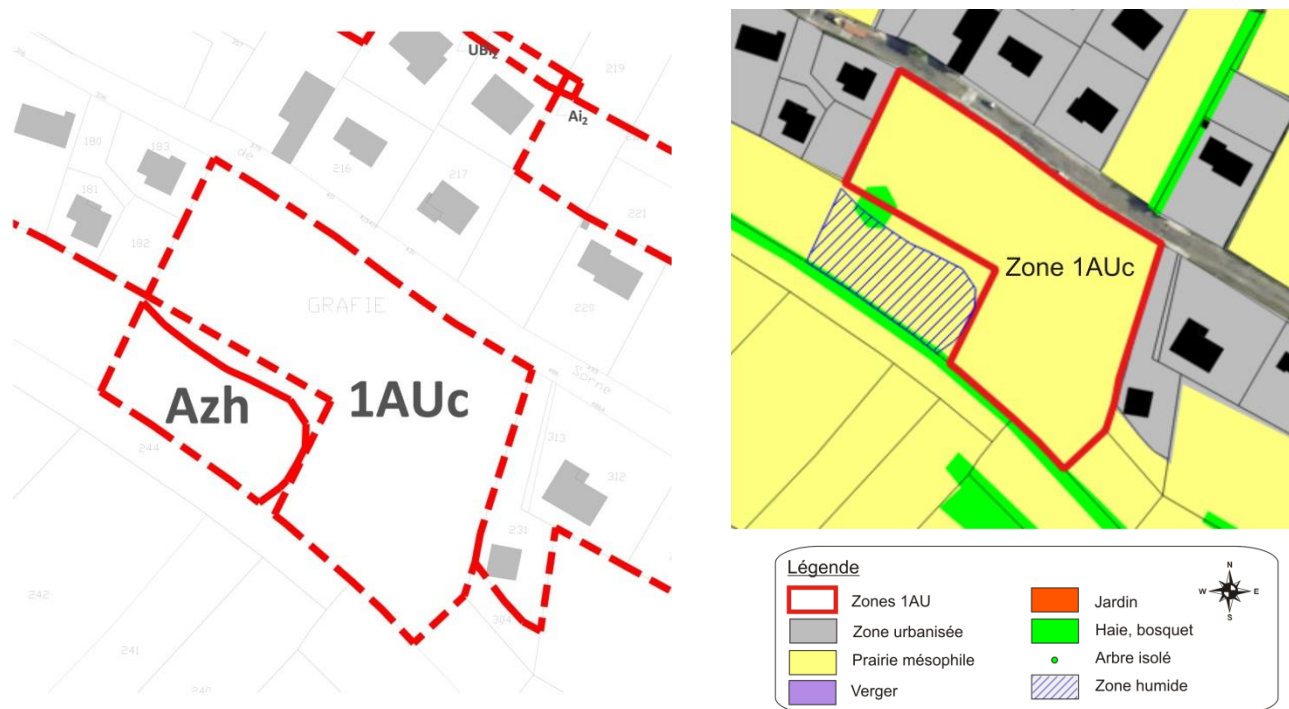 UBi2
219
Ai2
180
183
de
216
217
181
221
182
GRAFIE
220
Sorne
Azh
1AUc
244
313
312
231
242
304
241
240
Zone 1AUc
Légende
Zones 1AU
Zone urbanisée
Prairie mésophile
Verger
Jardin
Haie, bosquet
Arbre isolé
Zone humide
N
W
E
S